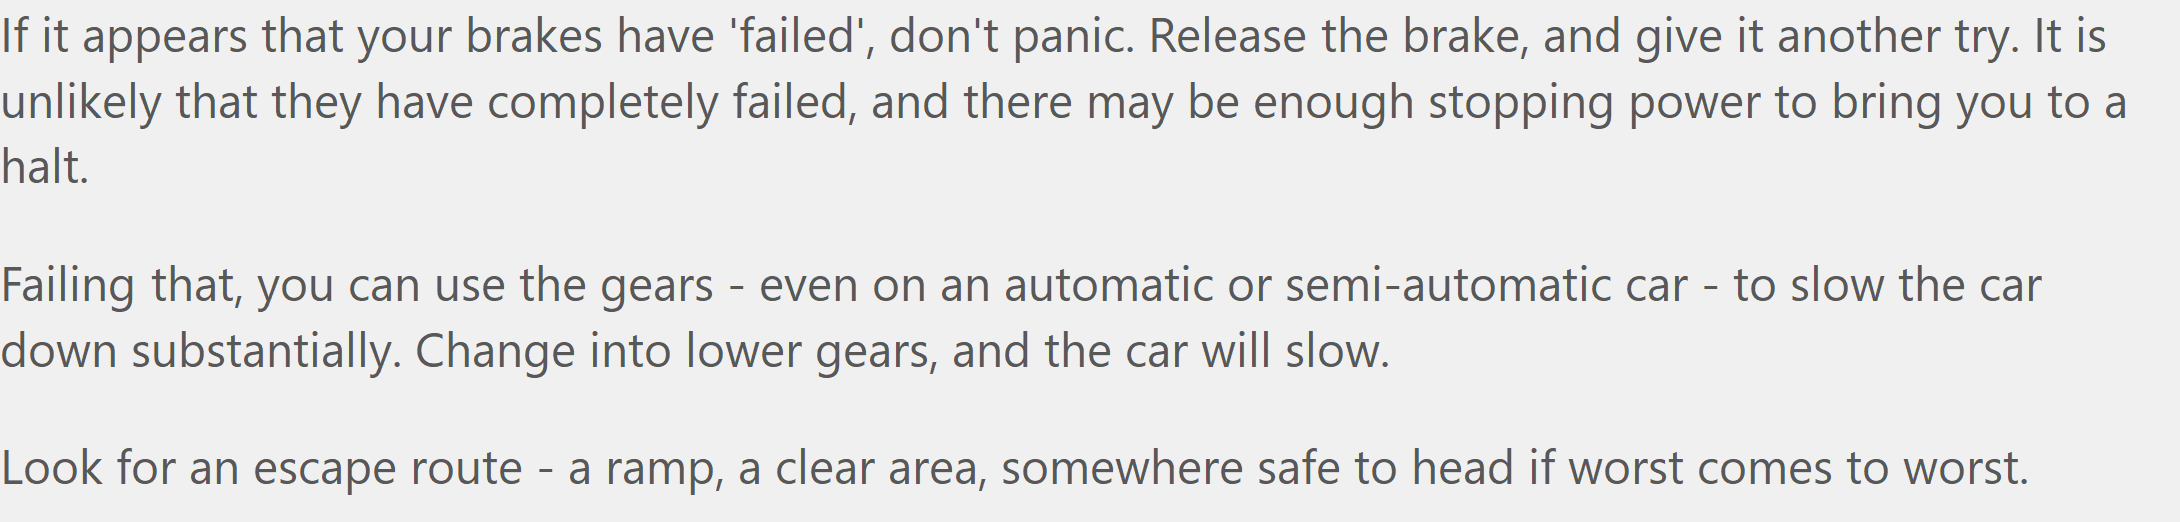 If it appears that your brakes have 'failed', don't panic. Release the brake, and give it another try. It is
unlikely that they have completely failed, and there may be enough stopping power to bring you to a
halt.
Failing that, you can use the gears - even on an automatic or semi-automatic car - to slow the car
down substantially. Change into lower gears, and the car will slow.
Look for an escape route - a ramp, a clear area, somewhere safe to head if worst comes to worst.